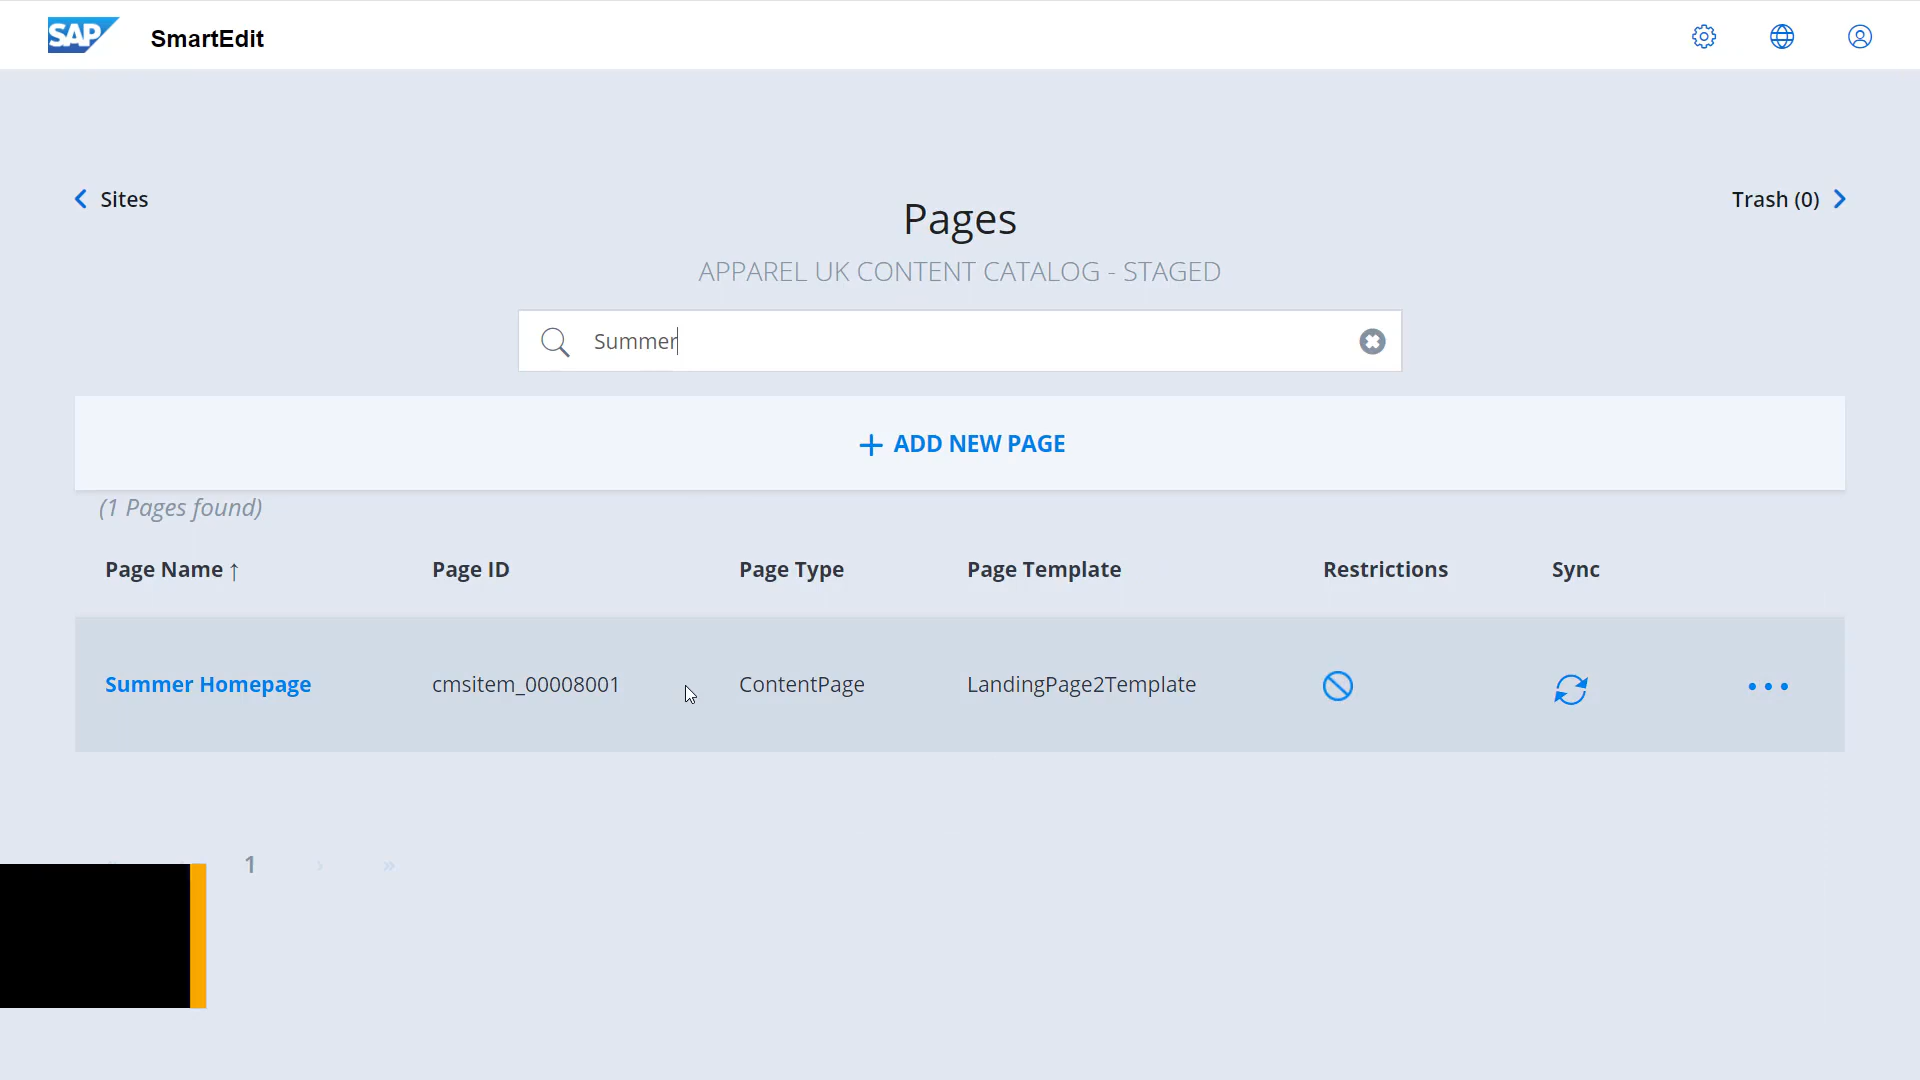 SAP SmartEdit
Sites
Trash (0)
Pages
APPAREL UK CONTENT CATALOG - STAGED
Summer
ADD NEW PAGE
(1 Pages found)
Page Name ↑ Page ID Page Type Page Template Restrictions Sync
Summer Homepage cmsitem_00008001 ContentPage LandingPage2Template
1 › »